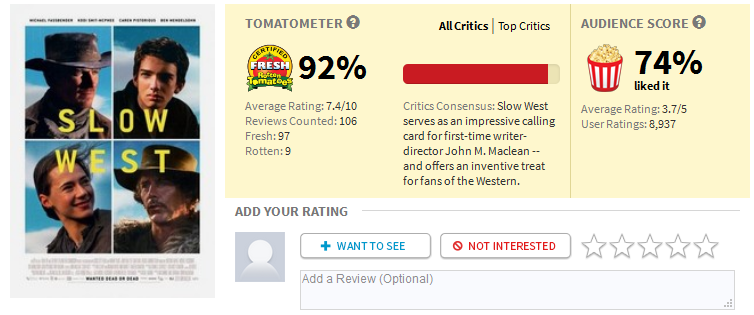 MICHAEL FASSBENDER KODI SMIT-MCPHEE CAREN PISTORIUS BEN MENDELSOHN
SLOW
WEST
WANTED DEAD OR DEAD
TOMATOMETER ?
CERTIFIED
FRESH
Rotten
Tomatoes
92%
Average Rating: 7.4/10
Reviews Counted: 106
Fresh: 97
Rotten: 9
All Critics | Top Critics
Critics Consensus: Slow West
serves as an impressive calling
card for first-time writer-
director John M. Maclean --
and offers an inventive treat
for fans of the Western.
AUDIENCE SCORE ?
74%
liked it
Average Rating: 3.7/5
User Ratings: 8,937
ADD YOUR RATING
WANT TO SEE
NOT INTERESTED
Add a Review (Optional)